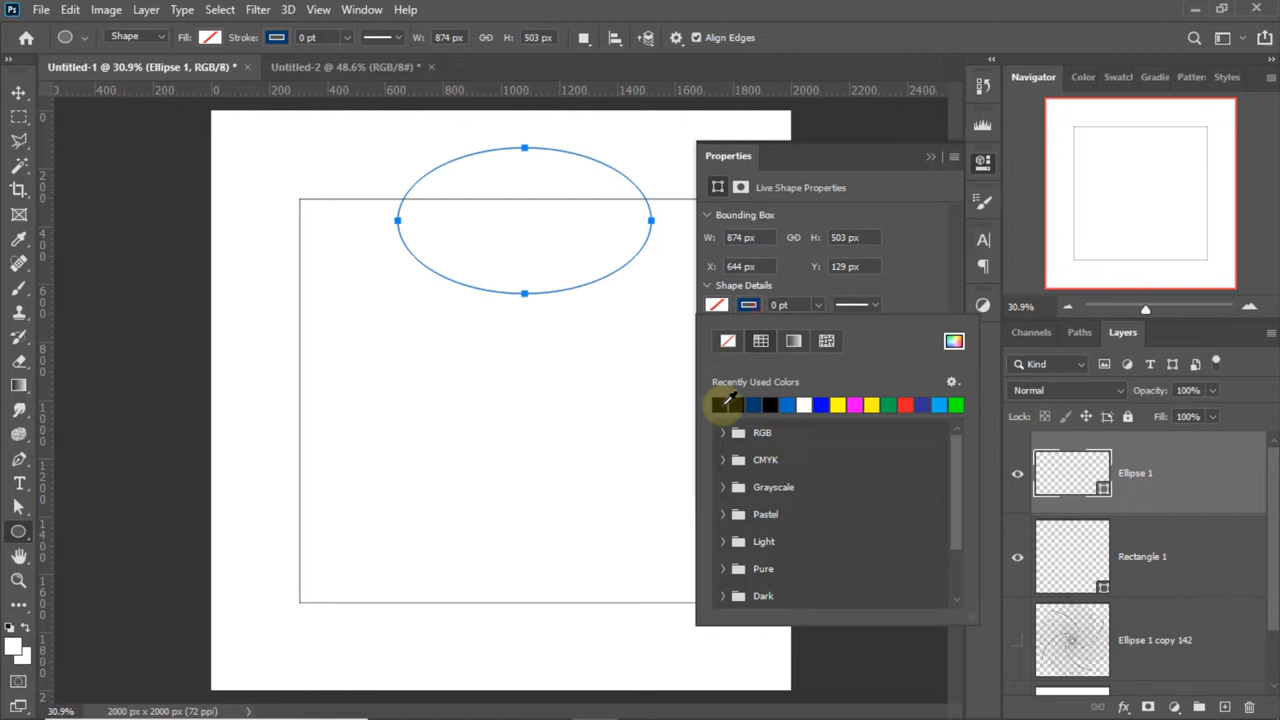 Ps File Edit Image Layer Type Select Filter 3D View Window Help
Shape Fill: Stroke: 0 pt W: 874 px H: 503 px Align Edges
Untitled-1 @ 30.9% (Ellipse 1, RGB/8) * × Untitled-2 @ 48.6% (RGB/8#) * ×
400 200 0 200 400 600 800 1000 1200 1400 1600 1800 2000 2200 2400
Navigator Color Swatcl Gradie Patter Styles
Properties
Live Shape Properties
Bounding Box
W: 874 px H: 503 px
X: 644 px Y: 129 px
Shape Details
0 pt
30.9%
Recently Used Colors
RGB
CMYK
Grayscale
Pastel
Light
Pure
Dark
Channels Paths Layers
Kind
Normal Opacity: 100%
Lock: Fill: 100%
Ellipse 1
Rectangle 1
Ellipse 1 copy 142
30.9% 2000 px x 2000 px (72 ppi)